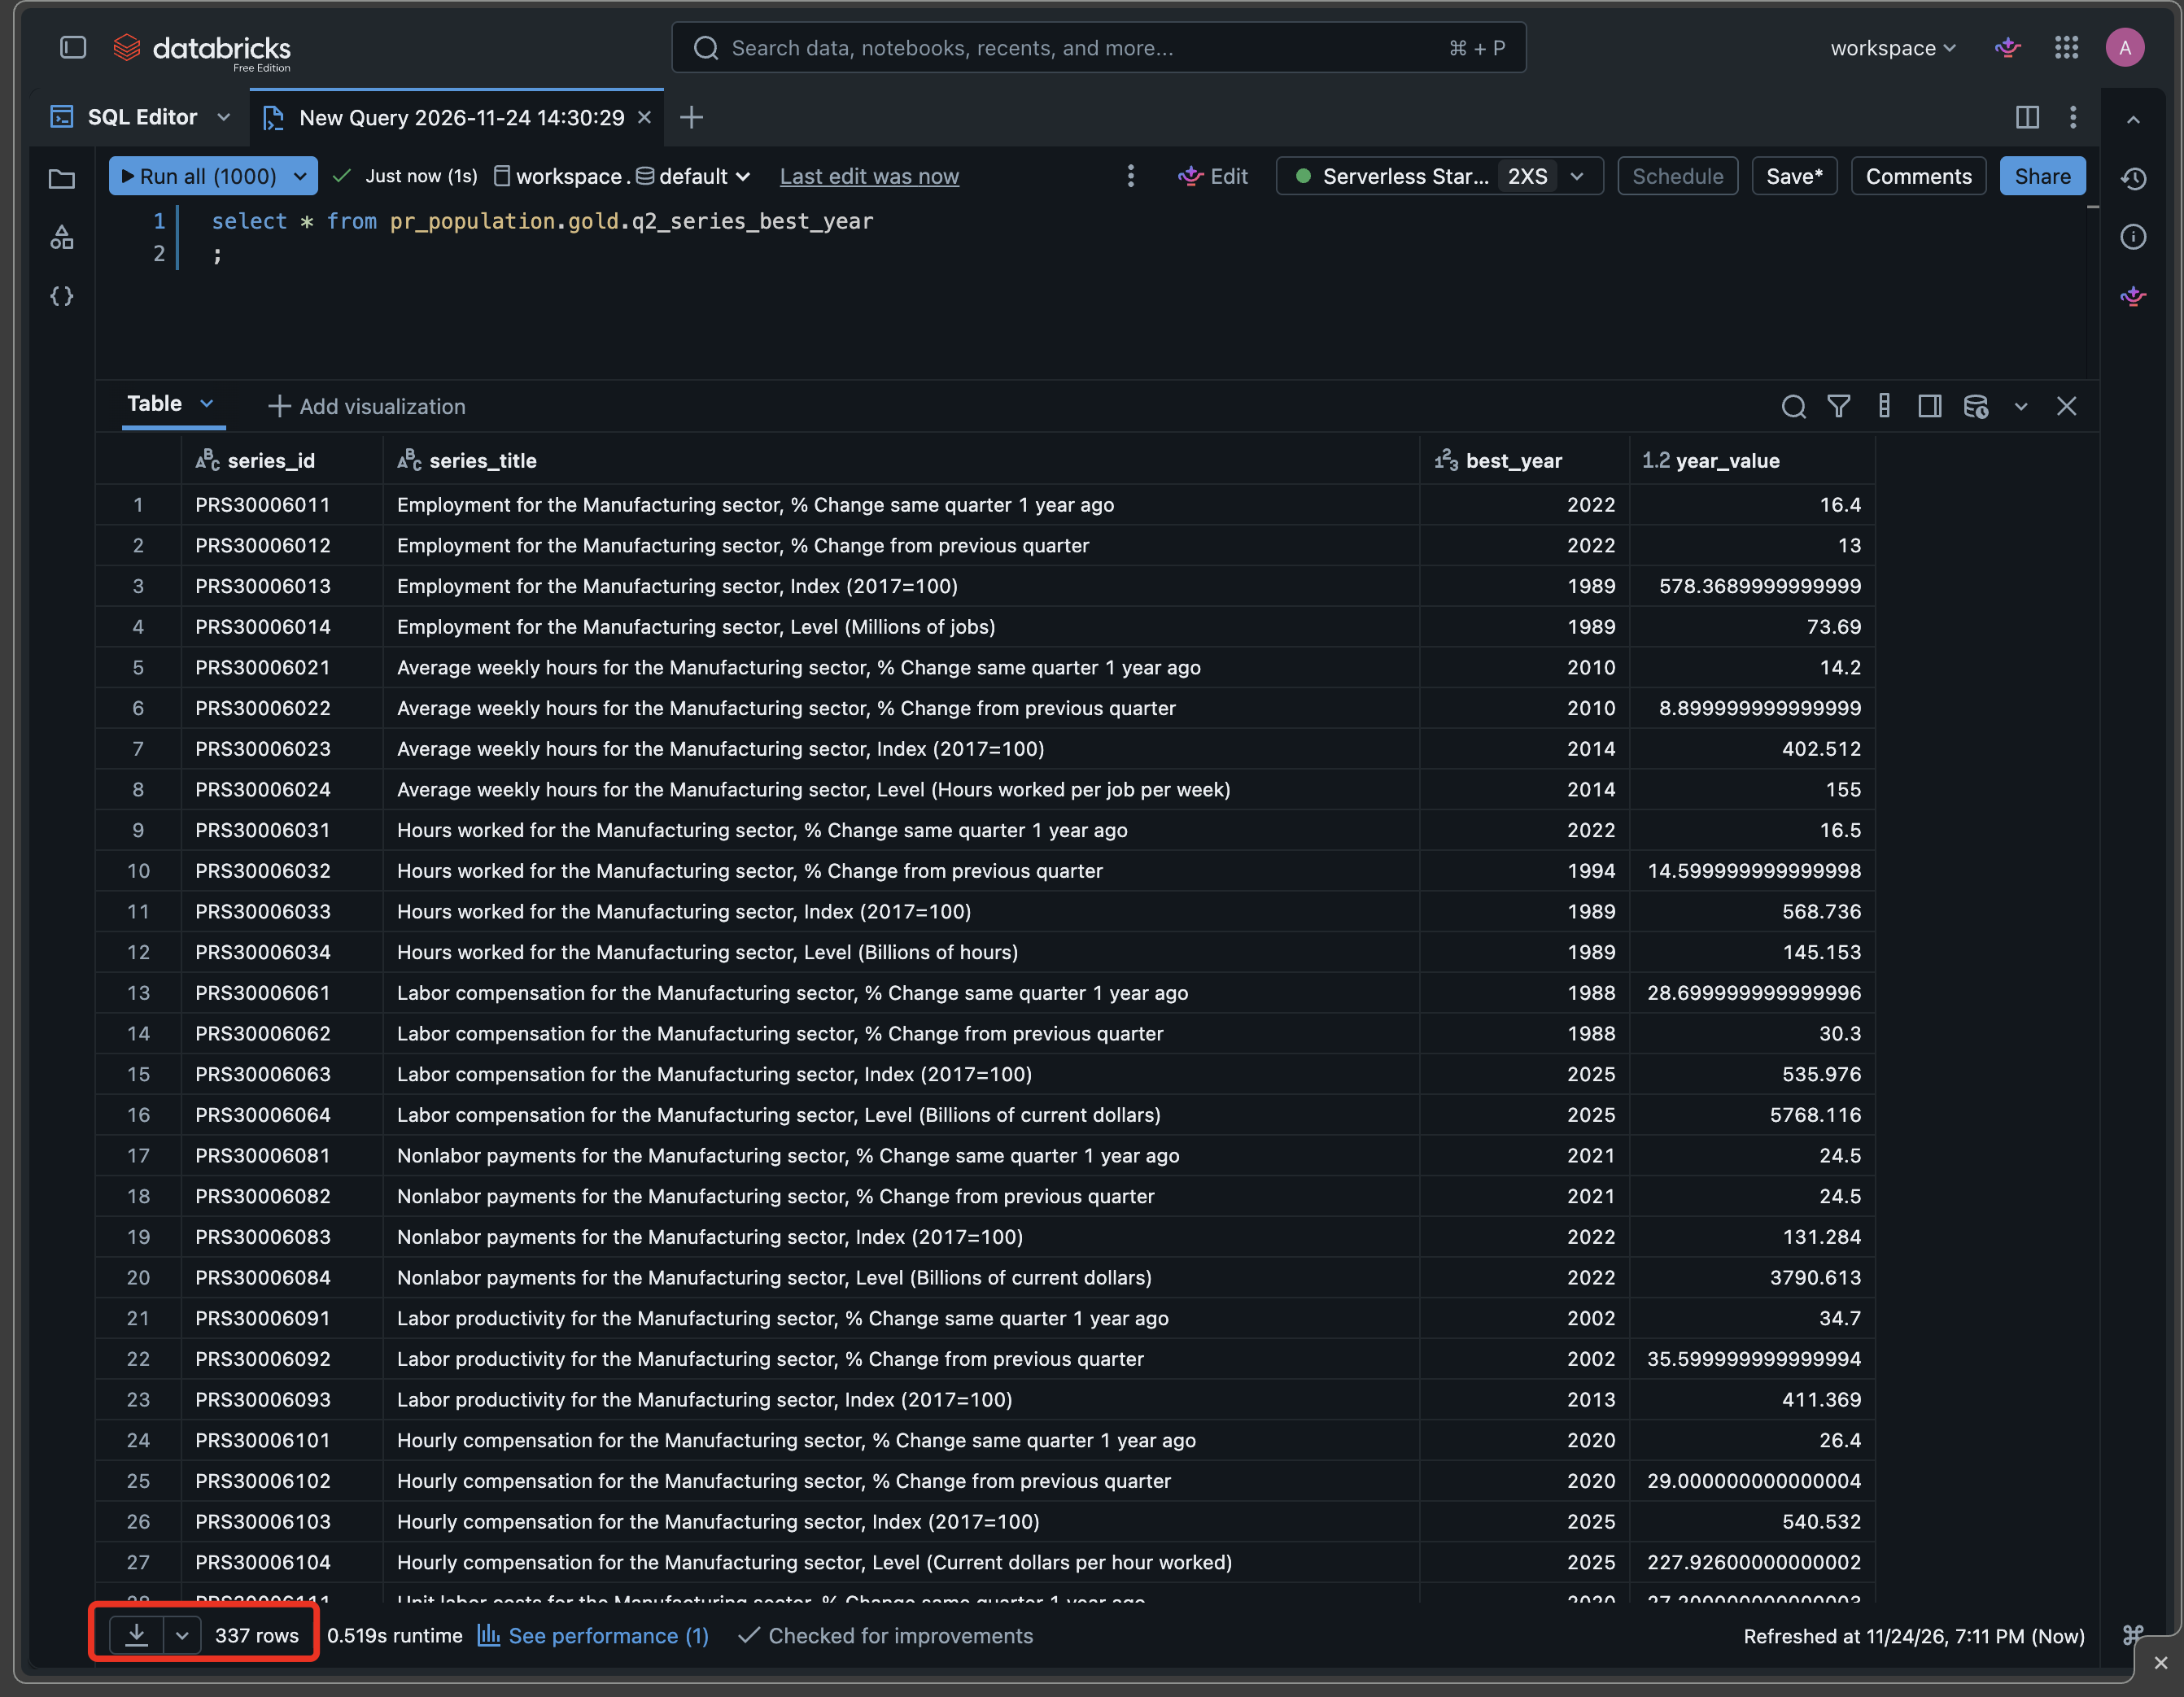 databricks
Free Edition
Search data, notebooks, recents, and more... ⌘ + P
workspace
A
SQL Editor
New Query 2026-11-24 14:30:29
Run all (1000) Just now (1s) workspace . default Last edit was now Edit Serverless Star... 2XS Schedule Save* Comments Share
1 select * from pr_population.gold.q2_series_best_year
2 ;
Table + Add visualization
series_id series_title best_year 1.2 year_value
1 PRS30006011 Employment for the Manufacturing sector, % Change same quarter 1 year ago 2022 16.4
2 PRS30006012 Employment for the Manufacturing sector, % Change from previous quarter 2022 13
3 PRS30006013 Employment for the Manufacturing sector, Index (2017=100) 1989 578.3689999999999
4 PRS30006014 Employment for the Manufacturing sector, Level (Millions of jobs) 1989 73.69
5 PRS30006021 Average weekly hours for the Manufacturing sector, % Change same quarter 1 year ago 2010 14.2
6 PRS30006022 Average weekly hours for the Manufacturing sector, % Change from previous quarter 2010 8.899999999999999
7 PRS30006023 Average weekly hours for the Manufacturing sector, Index (2017=100) 2014 402.512
8 PRS30006024 Average weekly hours for the Manufacturing sector, Level (Hours worked per job per week) 2014 155
9 PRS30006031 Hours worked for the Manufacturing sector, % Change same quarter 1 year ago 2022 16.5
10 PRS30006032 Hours worked for the Manufacturing sector, % Change from previous quarter 1994 14.599999999999998
11 PRS30006033 Hours worked for the Manufacturing sector, Index (2017=100) 1989 568.736
12 PRS30006034 Hours worked for the Manufacturing sector, Level (Billions of hours) 1989 145.153
13 PRS30006061 Labor compensation for the Manufacturing sector, % Change same quarter 1 year ago 1988 28.699999999999996
14 PRS30006062 Labor compensation for the Manufacturing sector, % Change from previous quarter 1988 30.3
15 PRS30006063 Labor compensation for the Manufacturing sector, Index (2017=100) 2025 535.976
16 PRS30006064 Labor compensation for the Manufacturing sector, Level (Billions of current dollars) 2025 5768.116
17 PRS30006081 Nonlabor payments for the Manufacturing sector, % Change same quarter 1 year ago 2021 24.5
18 PRS30006082 Nonlabor payments for the Manufacturing sector, % Change from previous quarter 2021 24.5
19 PRS30006083 Nonlabor payments for the Manufacturing sector, Index (2017=100) 2022 131.284
20 PRS30006084 Nonlabor payments for the Manufacturing sector, Level (Billions of current dollars) 2022 3790.613
21 PRS30006091 Labor productivity for the Manufacturing sector, % Change same quarter 1 year ago 2002 34.7
22 PRS30006092 Labor productivity for the Manufacturing sector, % Change from previous quarter 2002 35.599999999999994
23 PRS30006093 Labor productivity for the Manufacturing sector, Index (2017=100) 2013 411.369
24 PRS30006101 Hourly compensation for the Manufacturing sector, % Change same quarter 1 year ago 2020 26.4
25 PRS30006102 Hourly compensation for the Manufacturing sector, % Change from previous quarter 2020 29.000000000000004
26 PRS30006103 Hourly compensation for the Manufacturing sector, Index (2017=100) 2025 540.532
27 PRS30006104 Hourly compensation for the Manufacturing sector, Level (Current dollars per hour worked) 2025 227.92600000000002
337 rows 0.519s runtime See performance (1) Checked for improvements Refreshed at 11/24/26, 7:11 PM (Now)